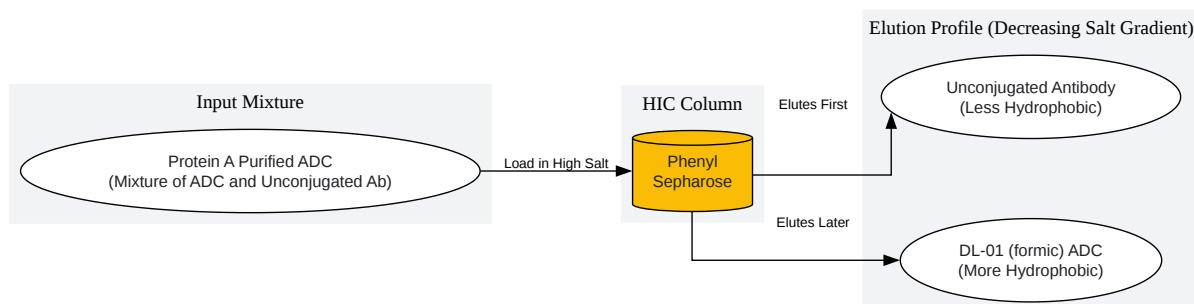 Input Mixture
Protein A Purified ADC
(Mixture of ADC and Unconjugated Ab)
Load in High Salt
HIC Column
Phenyl
Sepharose
Elutes First
Elutes Later
Elution Profile (Decreasing Salt Gradient)
Unconjugated Antibody
(Less Hydrophobic)
DL-01 (formic) ADC
(More Hydrophobic)